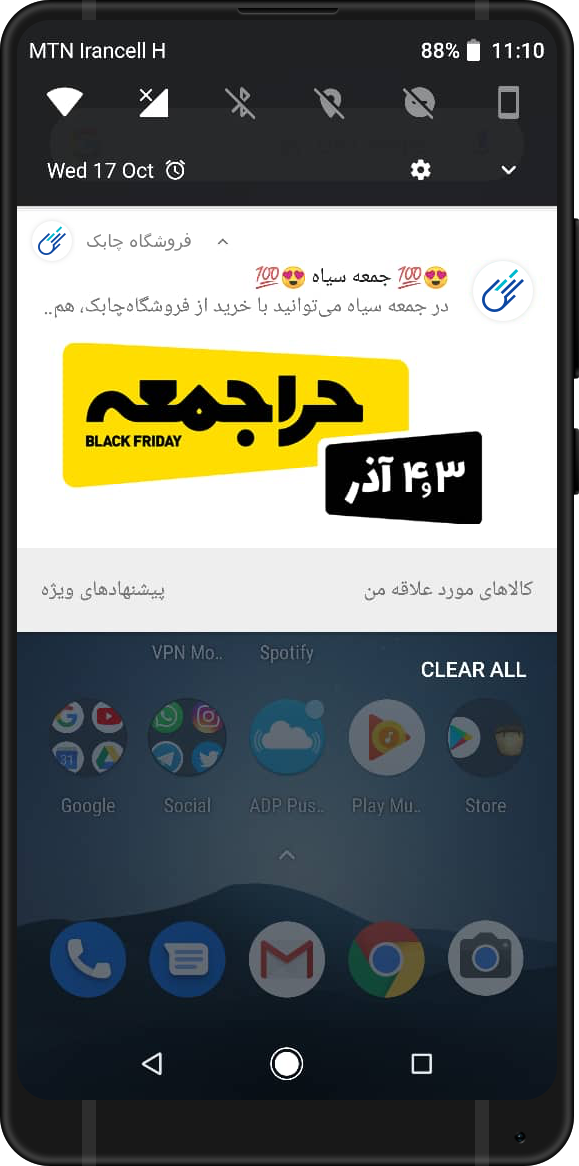 MTN Irancell H 88% 11:10
Wed 17 Oct
فروشگاه چابک
😍💯 جمعه سیاه 😍💯
در جمعه سیاه می‌توانید با خرید از فروشگاه‌چابک، هم..
حراجمعه
BLACK FRIDAY
۳و۴ آذر
کالاهای مورد علاقه من
پیشنهادهای ویژه
VPN Mo.. Spotify
CLEAR ALL
31
Google Social ADP Pus.. Play Mu.. Store